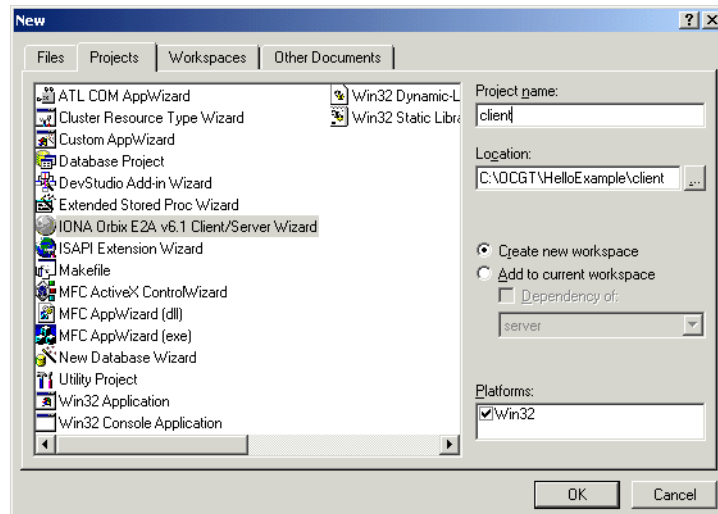 New
Files Projects Workspaces Other Documents
ATL COM AppWizard
Cluster Resource Type Wizard
Custom AppWizard
Database Project
DevStudio Add-in Wizard
Extended Stored Proc Wizard
IONA Orbix E2A v6.1 Client/Server Wizard
ISAPI Extension Wizard
Makefile
MFC ActiveX ControlWizard
MFC AppWizard (dll)
MFC AppWizard (exe)
New Database Wizard
Utility Project
Win32 Application
Win32 Console Application
Win32 Dynamic-L
Win32 Static Libra
Project name:
client
Location:
C:\OCGT\HelloExample\client
...
Create new workspace
Add to current workspace
Dependency of:
server
Platforms:
Win32
OK Cancel